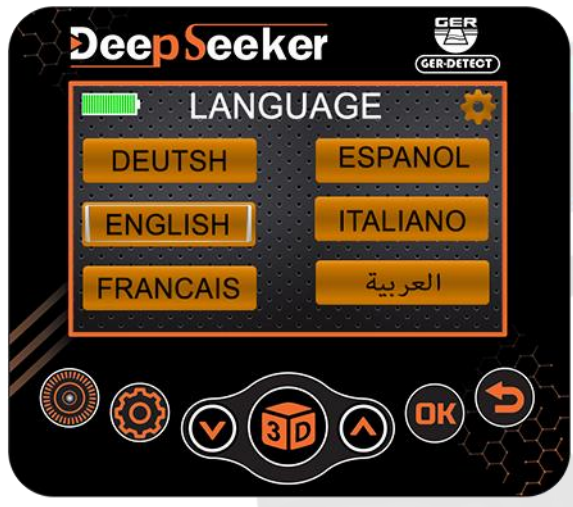 Deep Seeker
GER
GER-DETECT
LANGUAGE
DEUTSH
ESPANOL
ENGLISH
ITALIANO
FRANCAIS
العربية
3D
OK